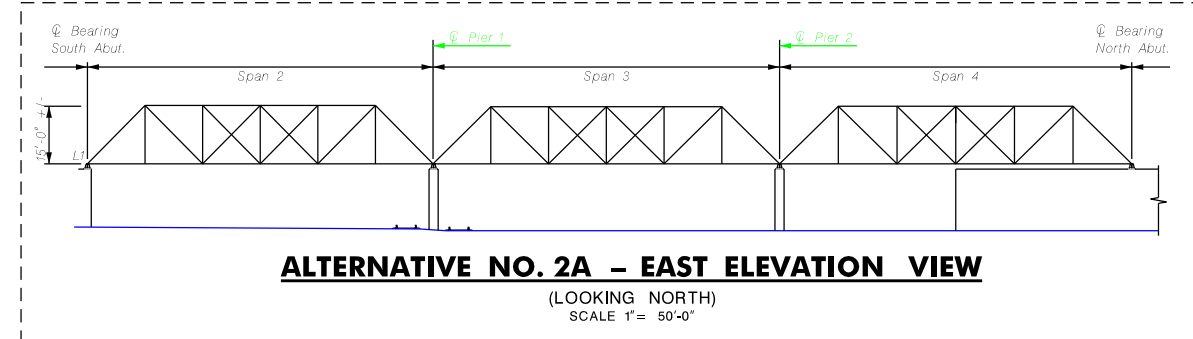 ℄ Bearing
South Abut.
℄ Pier 1
℄ Pier 2
℄ Bearing
North Abut.
Span 2
Span 3
Span 4
15'-0" +/-
L1
ALTERNATIVE NO. 2A – EAST ELEVATION VIEW
(LOOKING NORTH)
SCALE 1"= 50'-0"